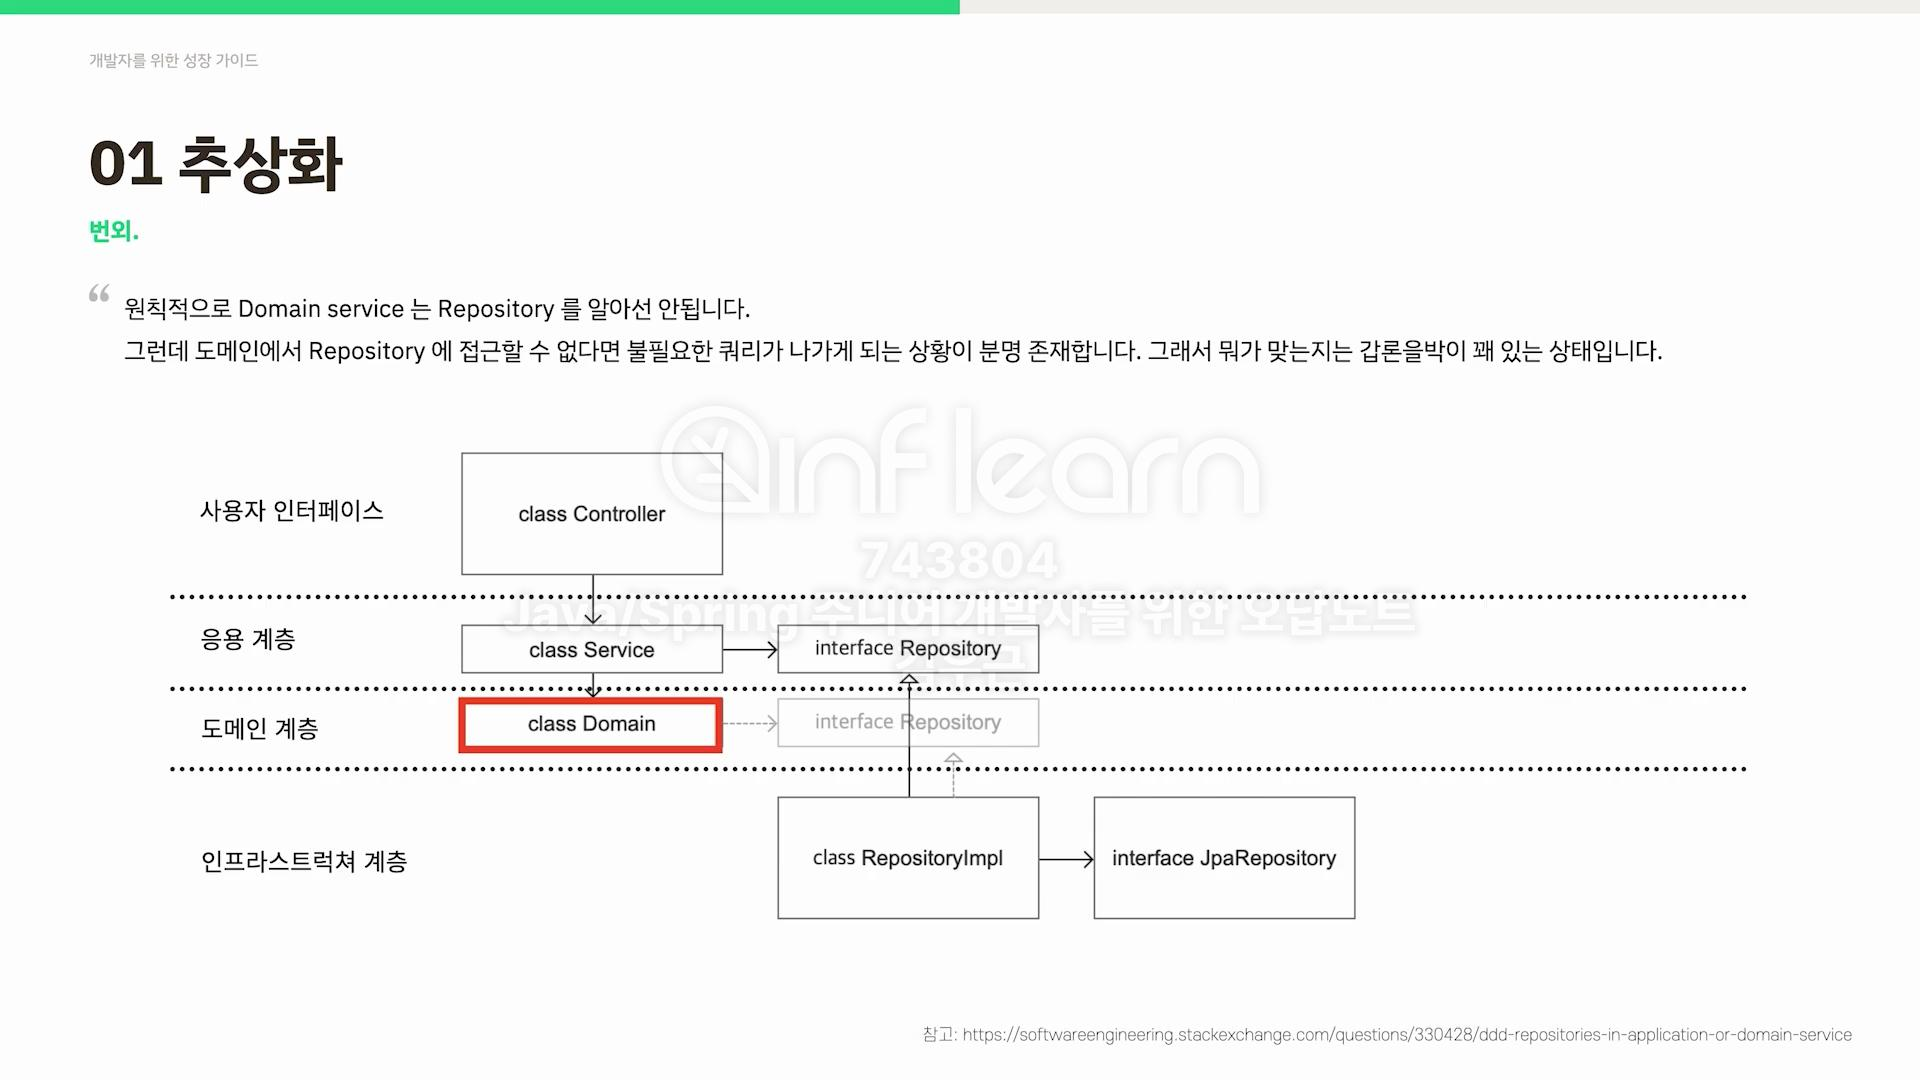 개발자를 위한 성장 가이드
01 추상화
번외.
“ 원칙적으로 Domain service 는 Repository 를 알아선 안됩니다.
그런데 도메인에서 Repository 에 접근할 수 없다면 불필요한 쿼리가 나가게 되는 상황이 분명 존재합니다. 그래서 뭐가 맞는지는 갑론을박이 꽤 있는 상태입니다.
inflearn
743804
Java/Spring 주니어 개발자를 위한 오답노트
사용자 인터페이스
class Controller
응용 계층
class Service
interface Repository
도메인 계층
class Domain
interface Repository
인프라스트럭쳐 계층
class RepositoryImpl
interface JpaRepository
참고: https://softwareengineering.stackexchange.com/questions/330428/ddd-repositories-in-application-or-domain-service